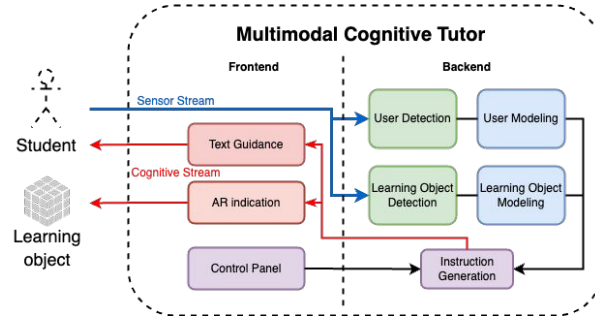 Multimodal Cognitive Tutor
Frontend
Backend
Sensor Stream
Student
Text Guidance
User Detection
User Modeling
Cognitive Stream
AR indication
Learning Object
Detection
Learning Object
Modeling
Learning
object
Control Panel
Instruction
Generation